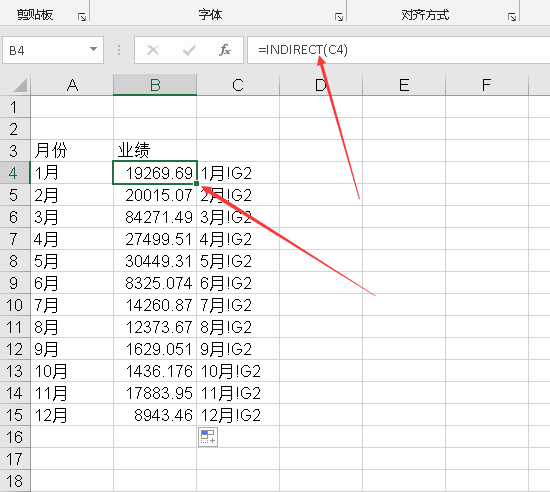 剪贴板 字体 对齐方式
B4 fx =INDIRECT(C4)
A B C D E F
1
2
3 月份 业绩
4 1月 19269.69 1月!G2
5 2月 20015.07 2月!G2
6 3月 84271.49 3月!G2
7 4月 27499.51 4月!G2
8 5月 30449.31 5月!G2
9 6月 8325.074 6月!G2
10 7月 14260.87 7月!G2
11 8月 12373.67 8月!G2
12 9月 1629.051 9月!G2
13 10月 1436.176 10月!G2
14 11月 17883.95 11月!G2
15 12月 8943.46 12月!G2
16
17
18